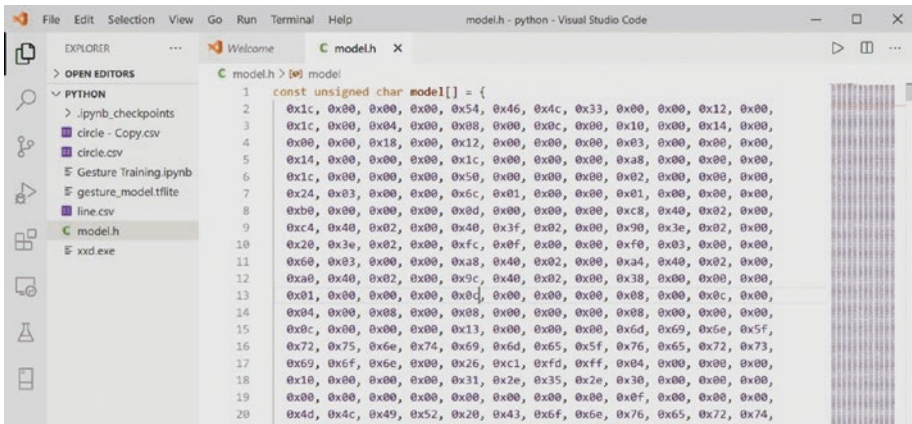 File Edit Selection View Go Run Terminal Help model.h - python - Visual Studio Code
EXPLORER
Welcome
C model.h
OPEN EDITORS
PYTHON
.ipynb_checkpoints
circle - Copy.csv
circle.csv
Gesture Training.ipynb
gesture_model.tflite
line.csv
C model.h
xxd.exe
C model.h > model
1 const unsigned char model[] = {
2 0x1c, 0x00, 0x00, 0x00, 0x54, 0x46, 0x4c, 0x33, 0x00, 0x00, 0x12, 0x00,
3 0x1c, 0x00, 0x04, 0x00, 0x08, 0x00, 0x0c, 0x00, 0x10, 0x00, 0x14, 0x00,
4 0x00, 0x00, 0x18, 0x00, 0x12, 0x00, 0x00, 0x00, 0x03, 0x00, 0x00, 0x00,
5 0x14, 0x00, 0x00, 0x00, 0x1c, 0x00, 0x00, 0x00, 0xa8, 0x00, 0x00, 0x00,
6 0x1c, 0x00, 0x00, 0x00, 0x50, 0x00, 0x00, 0x00, 0x02, 0x00, 0x00, 0x00,
7 0x24, 0x03, 0x00, 0x00, 0x6c, 0x01, 0x00, 0x00, 0x01, 0x00, 0x00, 0x00,
8 0xb0, 0x00, 0x00, 0x00, 0x0d, 0x00, 0x00, 0x00, 0xc8, 0x40, 0x02, 0x00,
9 0xc4, 0x40, 0x02, 0x00, 0x40, 0x3f, 0x02, 0x00, 0x90, 0x3e, 0x02, 0x00,
10 0x20, 0x3e, 0x02, 0x00, 0xfc, 0x0f, 0x00, 0x00, 0xf0, 0x03, 0x00, 0x00,
11 0x60, 0x03, 0x00, 0x00, 0xa8, 0x40, 0x02, 0x00, 0xa4, 0x40, 0x02, 0x00,
12 0xa0, 0x40, 0x02, 0x00, 0x9c, 0x40, 0x02, 0x00, 0x38, 0x00, 0x00, 0x00,
13 0x01, 0x00, 0x00, 0x00, 0x0c, 0x00, 0x00, 0x00, 0x08, 0x00, 0x0c, 0x00,
14 0x04, 0x00, 0x08, 0x00, 0x08, 0x00, 0x00, 0x00, 0x08, 0x00, 0x00, 0x00,
15 0x0c, 0x00, 0x00, 0x00, 0x13, 0x00, 0x00, 0x00, 0x6d, 0x69, 0x6e, 0x5f,
16 0x72, 0x75, 0x6e, 0x74, 0x69, 0x6d, 0x65, 0x5f, 0x76, 0x65, 0x72, 0x73,
17 0x69, 0x6f, 0x6e, 0x00, 0x26, 0xc1, 0xfd, 0xff, 0x04, 0x00, 0x00, 0x00,
18 0x10, 0x00, 0x00, 0x00, 0x31, 0x2e, 0x35, 0x2e, 0x30, 0x00, 0x00, 0x00,
19 0x00, 0x00, 0x00, 0x00, 0x00, 0x00, 0x00, 0x00, 0x0f, 0x00, 0x00, 0x00,
20 0x4d, 0x4c, 0x49, 0x52, 0x20, 0x43, 0x6f, 0x6e, 0x76, 0x65, 0x72, 0x74,